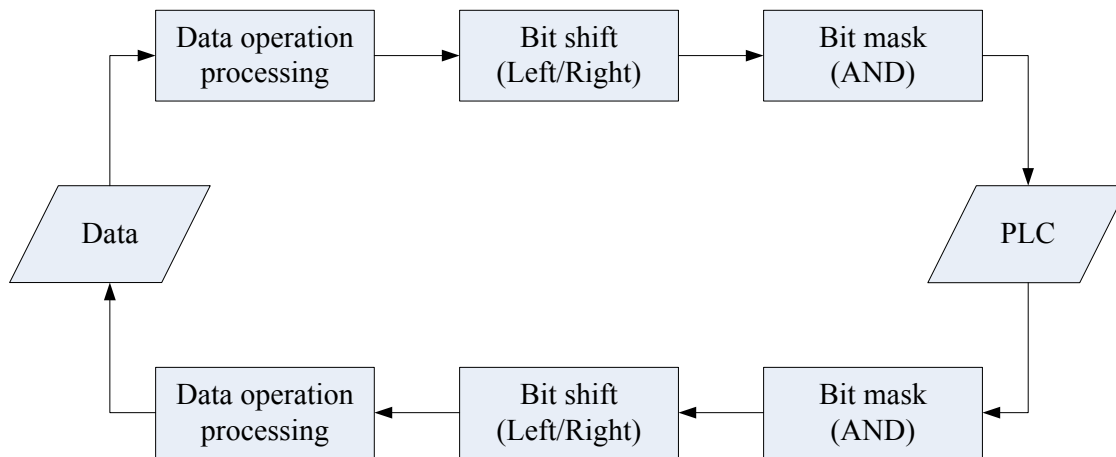 Data operation
processing
Bit shift
(Left/Right)
Bit mask
(AND)
Data
PLC
Data operation
processing
Bit shift
(Left/Right)
Bit mask
(AND)